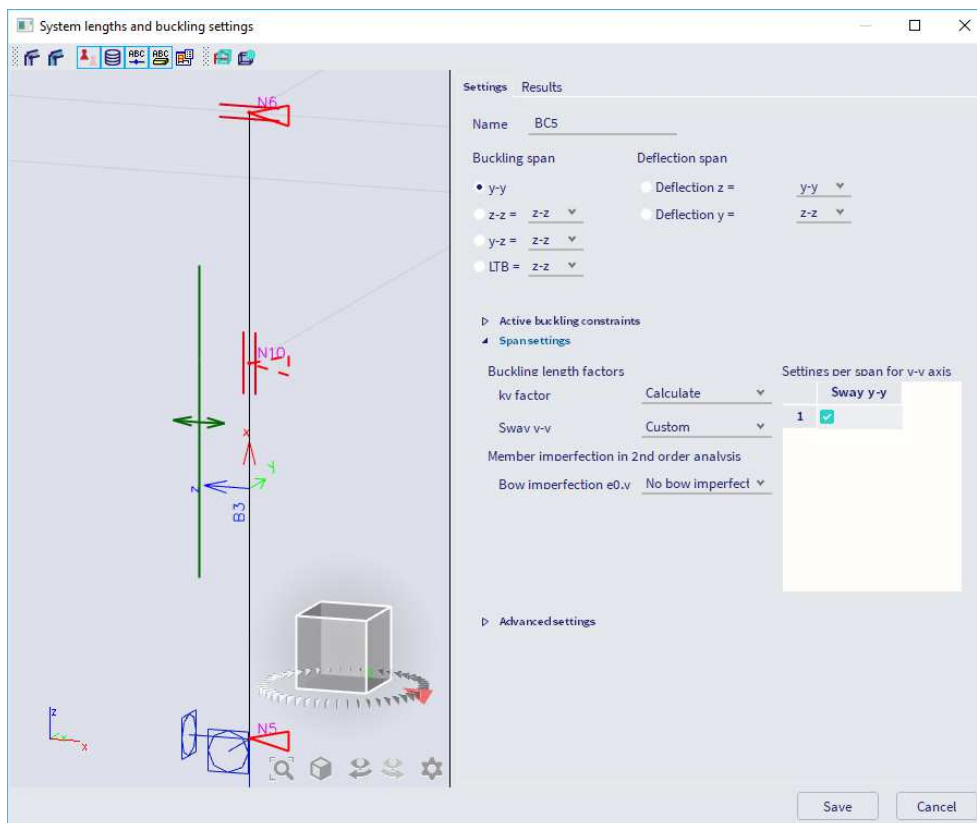 System lengths and buckling settings
ABC ABC
Settings Results
Name BC5
Buckling span Deflection span
y-y Deflection z = y-y
z-z = z-z Deflection y = z-z
y-z = z-z
LTB = z-z
Active buckling constraints
Span settings
Buckling length factors Settings per span for y-y axis
ky factor Calculate Sway y-y
1
Sway y-y Custom
Member imperfection in 2nd order analysis
Bow imperfection e0,y No bow imperfect
Advanced settings
N6
N10
x
y
z
B3
N5
z
y
x
Save Cancel